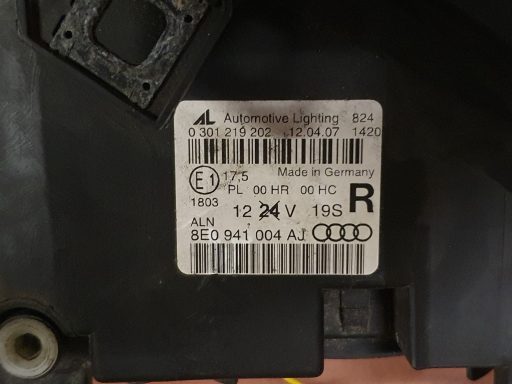 AL Automotive Lighting 824
0 301 219 202 12.04.07 1420
E1 17,5 Made in Germany
PL 00 HR 00 HC
1803
12 24 V 19S R
ALN
8E0 941 004 AJ